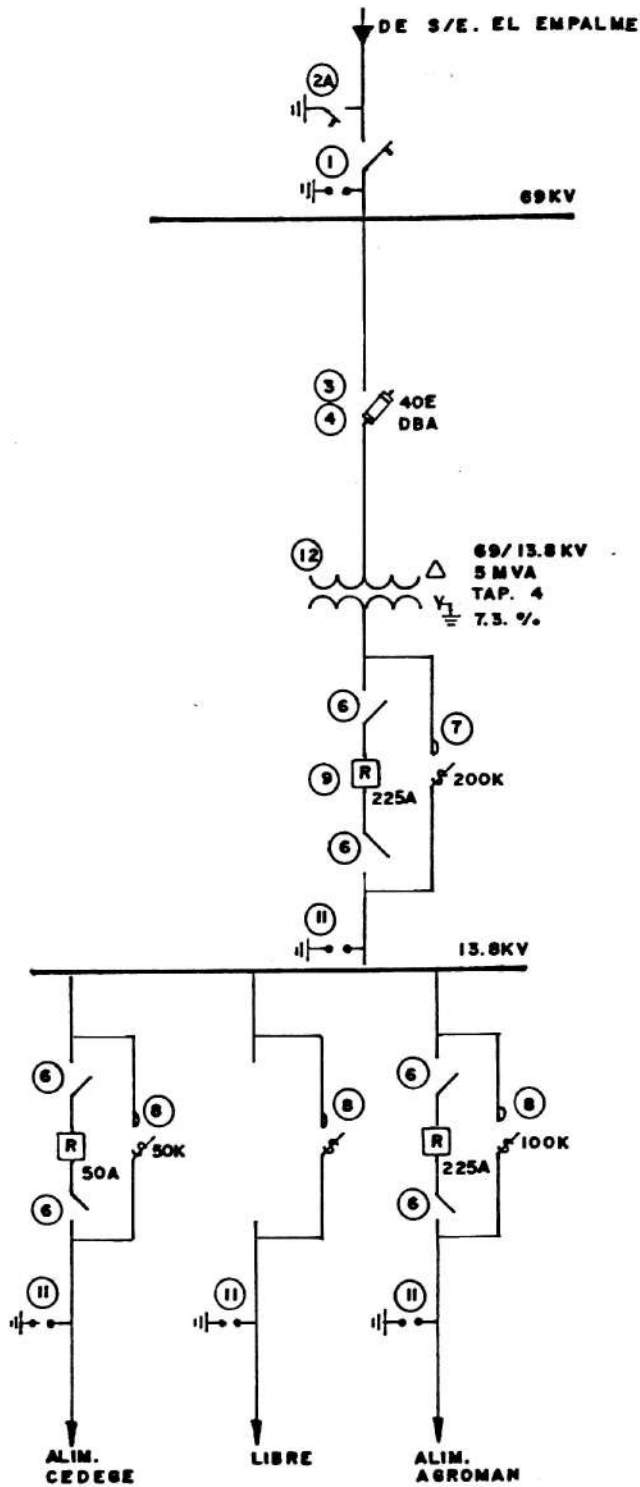 DE S/E. EL EMPALME
2A
1
69KV
3
4
40E
DBA
12
69/13.8KV
5 MVA
TAP. 4
7.3. %
6
7
9
R
225A
200K
6
11
13.8KV
6
8
R
50K
50A
6
8
6
8
R
100K
225A
6
11
11
11
ALIM.
CEDEGE
LIBRE
ALIM.
AGROMAN